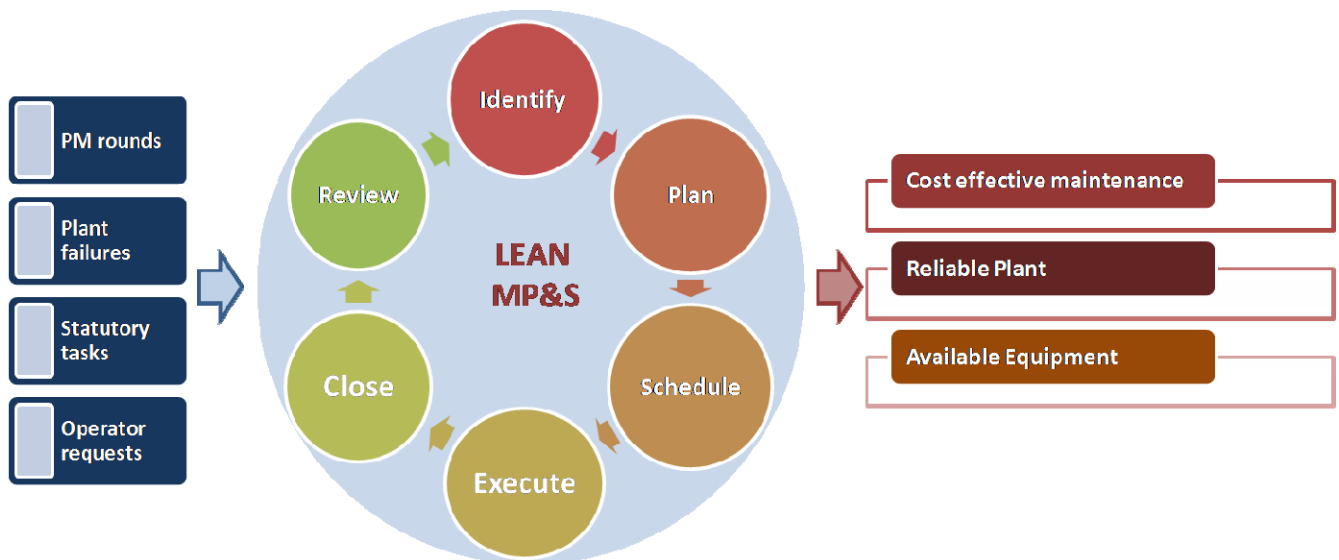 PM rounds
Plant
failures
Statutory
tasks
Operator
requests
Identify
Plan
Schedule
Execute
Close
Review
LEAN
MP&S
Cost effective maintenance
Reliable Plant
Available Equipment